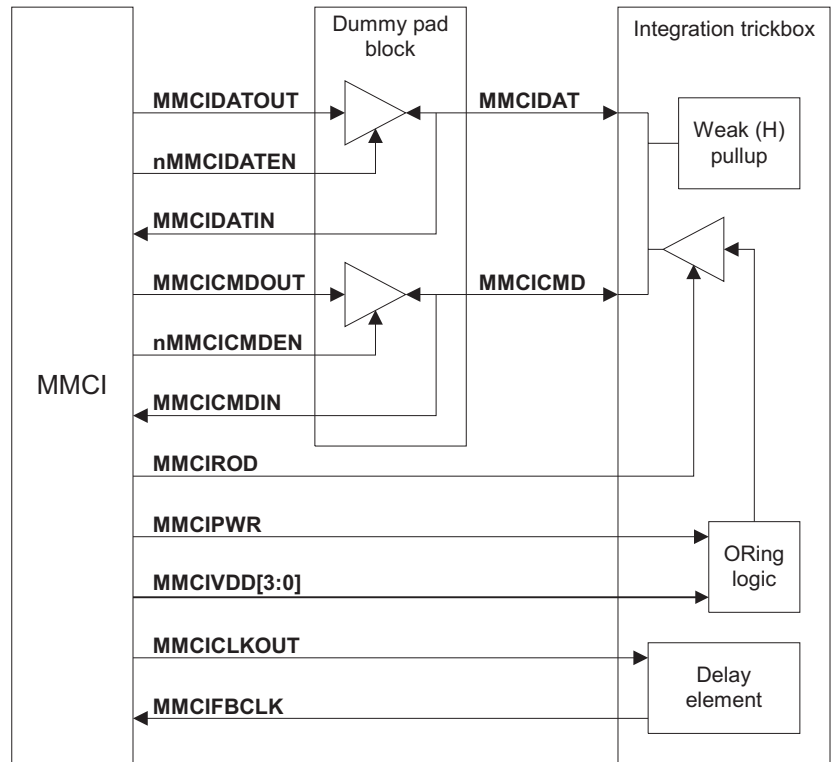 Dummy pad
block
Integration trickbox
MMCIDATOUT
MMCIDAT
Weak (H)
pullup
nMMCIDATEN
MMCIDATIN
MMCICMDOUT
MMCICMD
nMMCICMDEN
MMCI
MMCICMDIN
MMCIROD
MMCIPWR
ORing
logic
MMCIVDD[3:0]
MMCICLKOUT
Delay
element
MMCIFBCLK